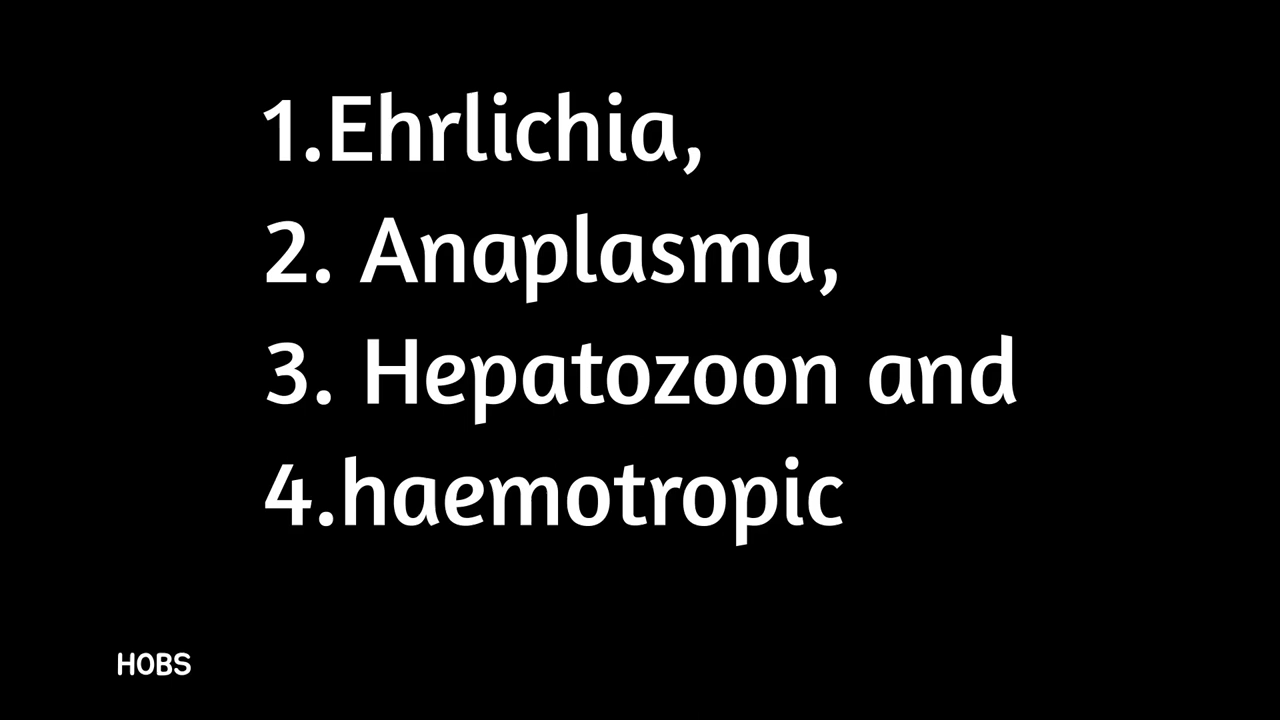 1.Ehrlichia,
2. Anaplasma,
3. Hepatozoon and
4.haemotropic
HOBS